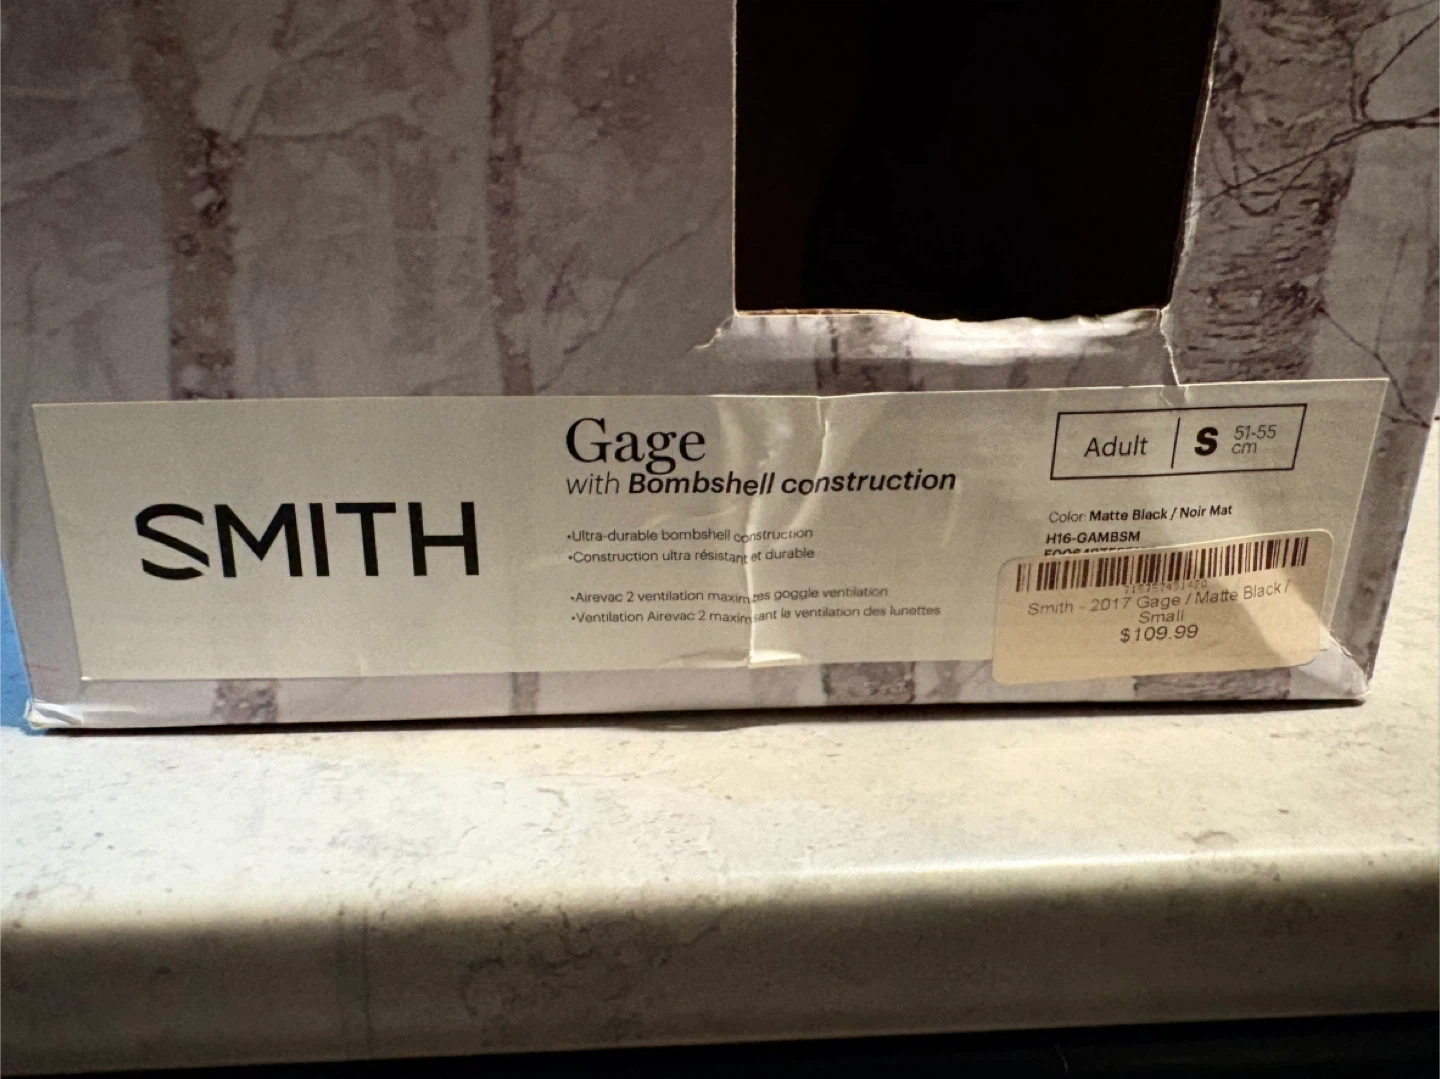 SMITH
Gage
with Bombshell construction
•Ultra-durable bombshell construction
•Construction ultra résistant et durable
•Airevac 2 ventilation maximizes goggle ventilation
•Ventilation Airevac 2 maximisant la ventilation des lunettes
Adult | S 51-55 cm
Color: Matte Black / Noir Mat
H16-GAMBSM
Smith - 2017 Gage / Matte Black /
Small
$109.99